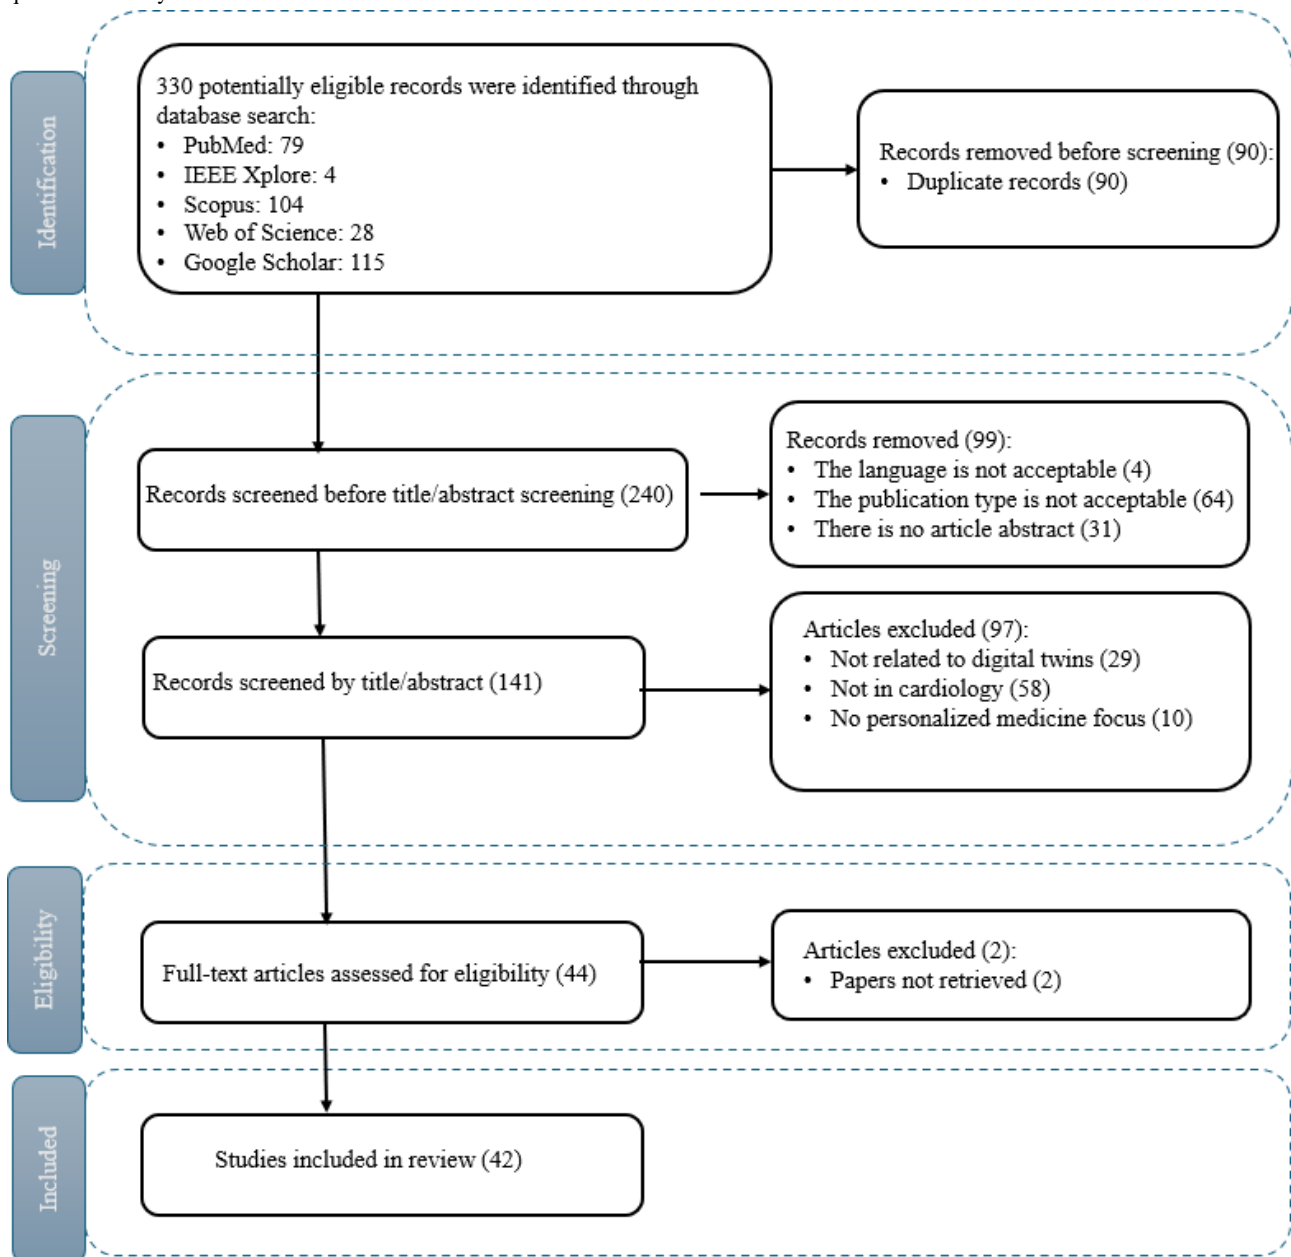 Identification
330 potentially eligible records were identified through
database search:
• PubMed: 79
• IEEE Xplore: 4
• Scopus: 104
• Web of Science: 28
• Google Scholar: 115
Records removed before screening (90):
• Duplicate records (90)
Screening
Records screened before title/abstract screening (240)
Records removed (99):
• The language is not acceptable (4)
• The publication type is not acceptable (64)
• There is no article abstract (31)
Records screened by title/abstract (141)
Articles excluded (97):
• Not related to digital twins (29)
• Not in cardiology (58)
• No personalized medicine focus (10)
Eligibility
Full-text articles assessed for eligibility (44)
Articles excluded (2):
• Papers not retrieved (2)
Included
Studies included in review (42)